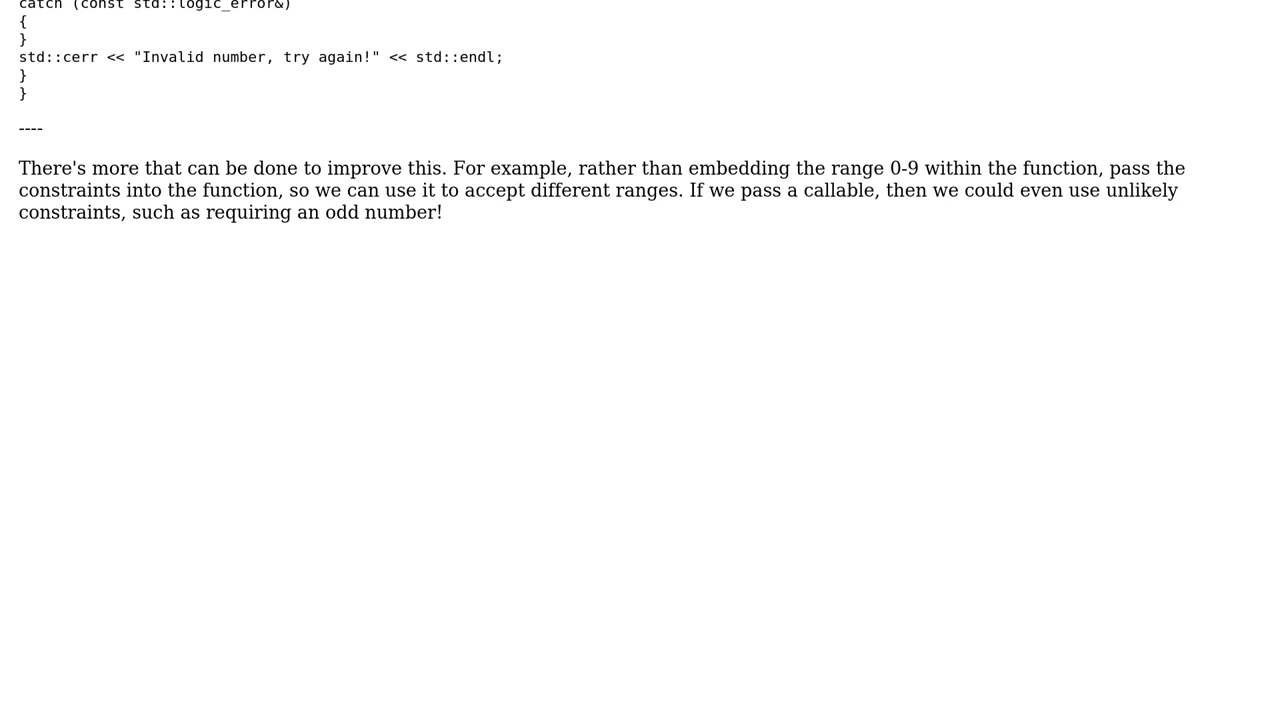 catch (const std::logic_error&)
{
}
std::cerr << "Invalid number, try again!" << std::endl;
}
}
----
There's more that can be done to improve this. For example, rather than embedding the range 0-9 within the function, pass the
constraints into the function, so we can use it to accept different ranges. If we pass a callable, then we could even use unlikely
constraints, such as requiring an odd number!